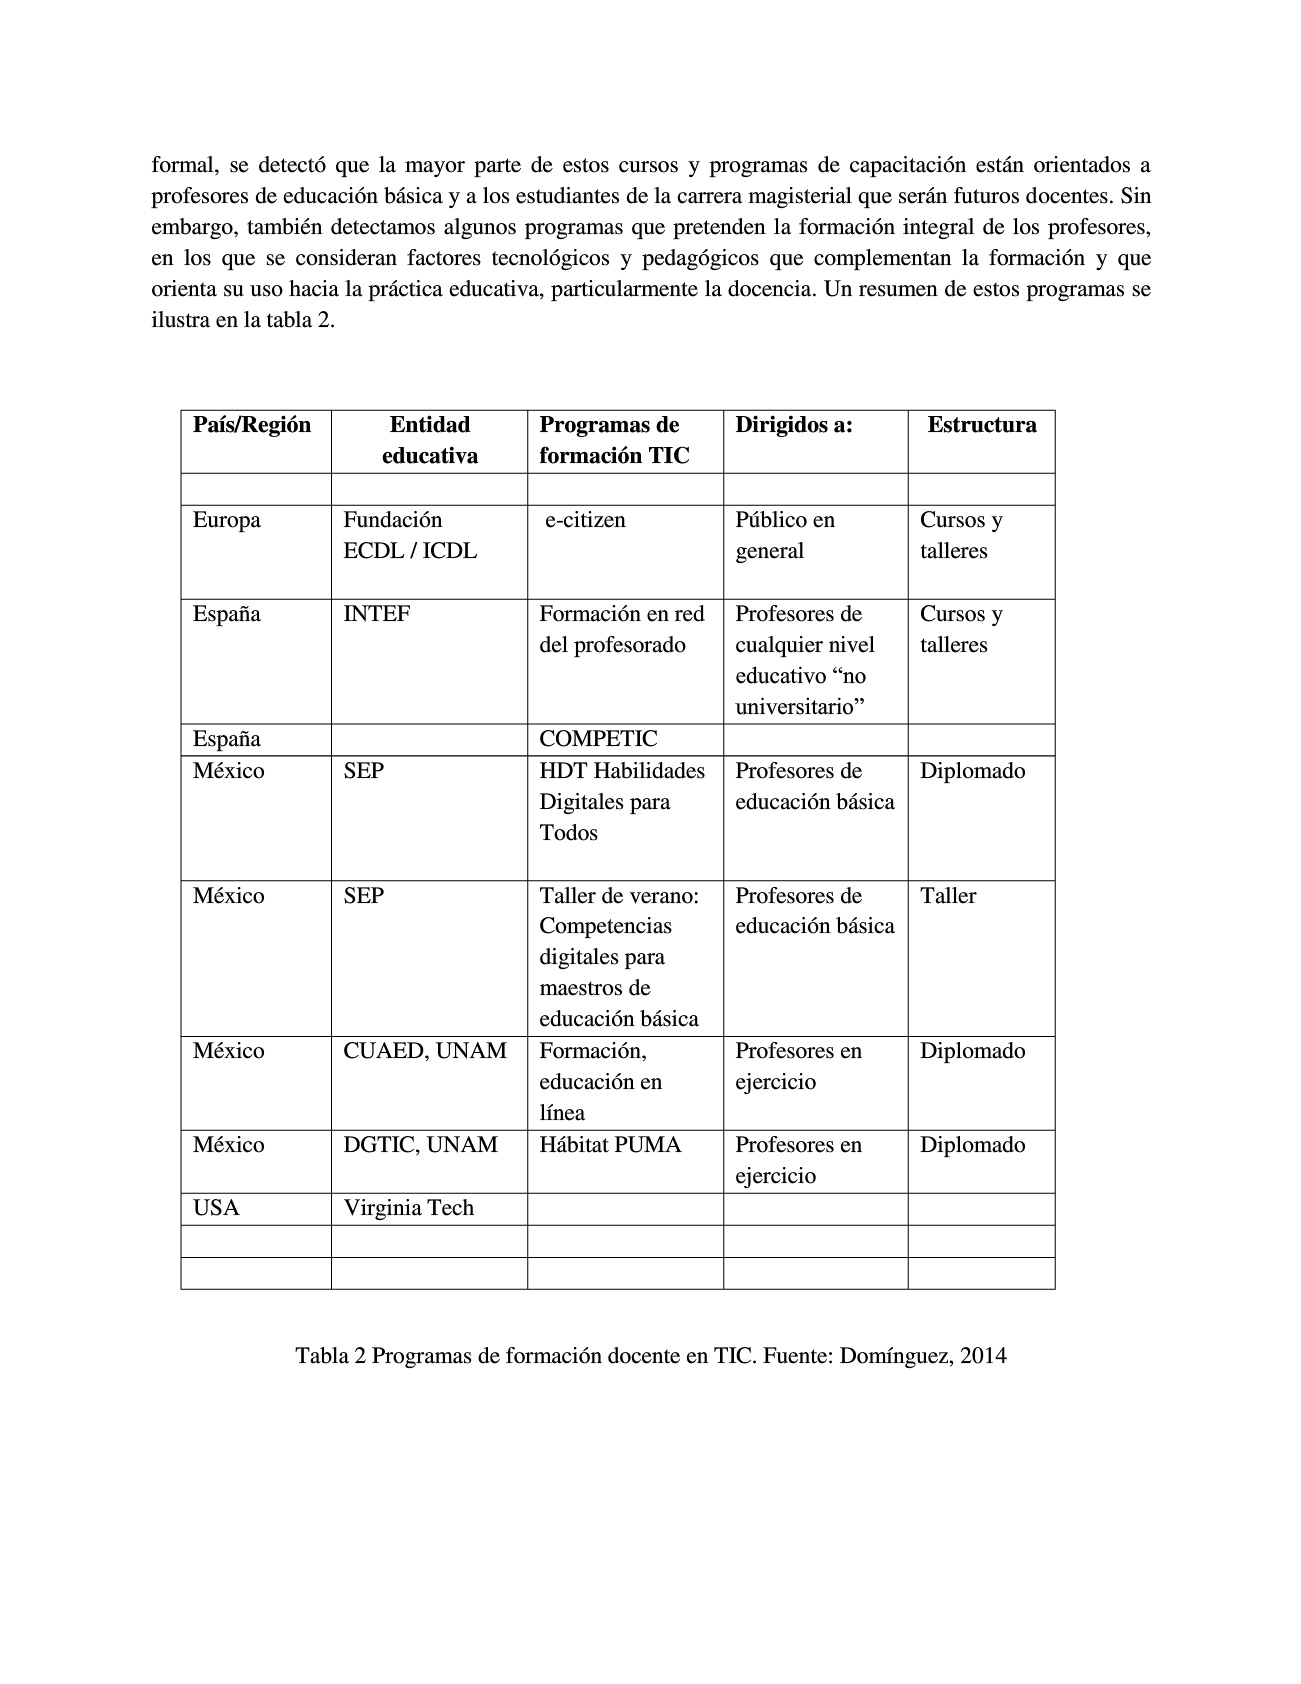 formal, se detectó que la mayor parte de estos cursos y programas de capacitación están orientados a
profesores de educación básica y a los estudiantes de la carrera magisterial que serán futuros docentes. Sin
embargo, también detectamos algunos programas que pretenden la formación integral de los profesores,
en los que se consideran factores tecnológicos y pedagógicos que complementan la formación y que
orienta su uso hacia la práctica educativa, particularmente la docencia. Un resumen de estos programas se
ilustra en la tabla 2.
País/Región
Entidad
educativa
Programas de
formación TIC
Dirigidos a:
Estructura
Europa
Fundación
ECDL / ICDL
e-citizen
Público en
general
Cursos y
talleres
España
INTEF
Formación en red
del profesorado
Profesores de
cualquier nivel
educativo “no
universitario”
Cursos y
talleres
España
COMPETIC
México
SEP
HDT Habilidades
Digitales para
Todos
Profesores de
educación básica
Diplomado
México
SEP
Taller de verano:
Competencias
digitales para
maestros de
educación básica
Profesores de
educación básica
Taller
México
CUAED, UNAM
Formación,
educación en
línea
Profesores en
ejercicio
Diplomado
México
DGTIC, UNAM
Hábitat PUMA
Profesores en
ejercicio
Diplomado
USA
Virginia Tech
Tabla 2 Programas de formación docente en TIC. Fuente: Domínguez, 2014